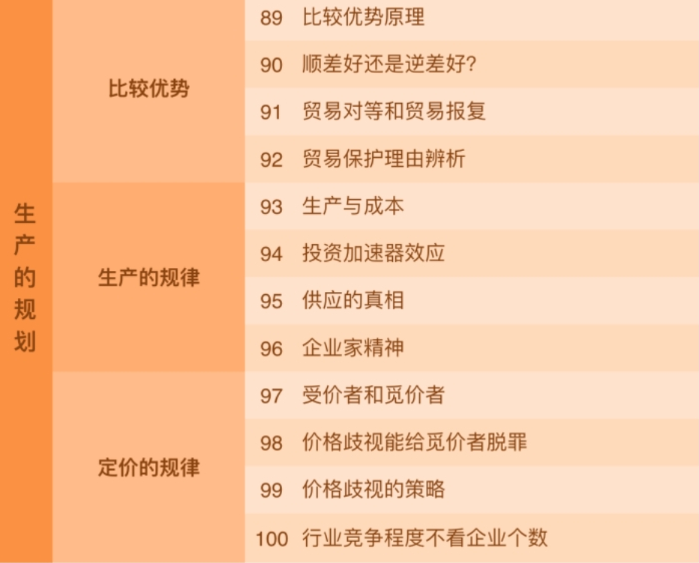 生产的规划
比较优势
89 比较优势原理
90 顺差好还是逆差好？
91 贸易对等和贸易报复
92 贸易保护理由辨析
生产的规律
93 生产与成本
94 投资加速器效应
95 供应的真相
96 企业家精神
定价的规律
97 受价者和觅价者
98 价格歧视能给觅价者脱罪
99 价格歧视的策略
100 行业竞争程度不看企业个数